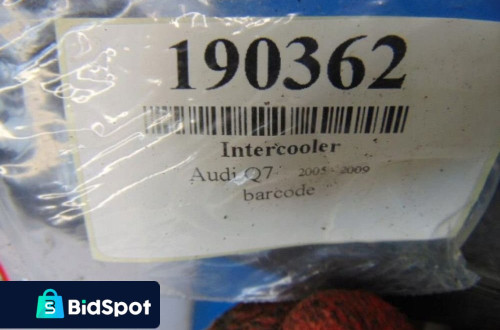 190362
Intercooler
Audi Q7 2005 - 2009
barcode
S
BidSpot